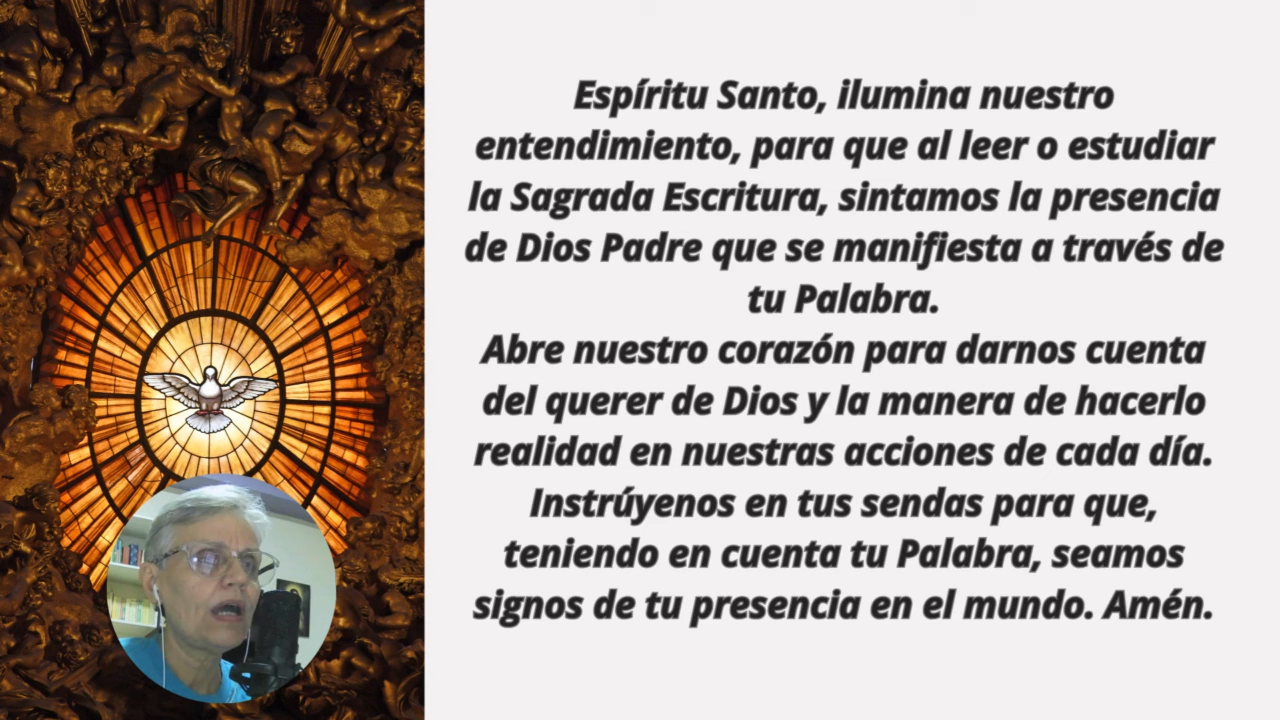 Espíritu Santo, ilumina nuestro
entendimiento, para que al leer o estudiar
la Sagrada Escritura, sintamos la presencia
de Dios Padre que se manifiesta a través de
tu Palabra.
Abre nuestro corazón para darnos cuenta
del querer de Dios y la manera de hacerlo
realidad en nuestras acciones de cada día.
Instrúyenos en tus sendas para que,
teniendo en cuenta tu Palabra, seamos
signos de tu presencia en el mundo. Amén.